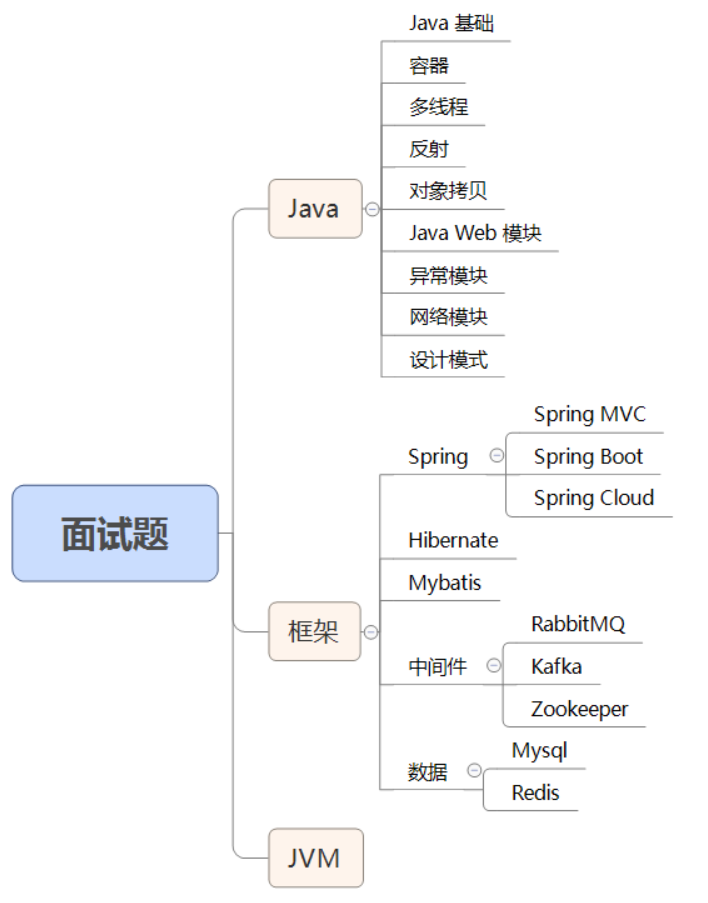 面试题
Java
Java 基础
容器
多线程
反射
对象拷贝
Java Web 模块
异常模块
网络模块
设计模式
框架
Spring
Spring MVC
Spring Boot
Spring Cloud
Hibernate
Mybatis
中间件
RabbitMQ
Kafka
Zookeeper
数据
Mysql
Redis
JVM